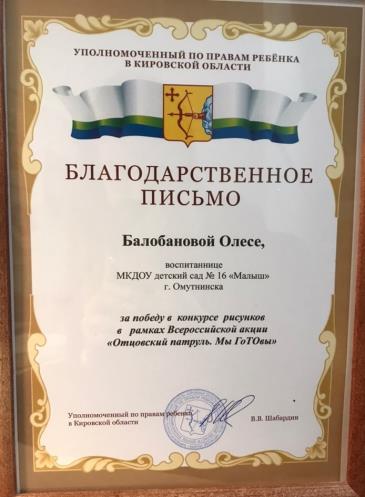 УПОЛНОМОЧЕННЫЙ ПО ПРАВАМ РЕБЁНКА
В КИРОВСКОЙ ОБЛАСТИ
БЛАГОДАРСТВЕННОЕ
ПИСЬМО
Балобановой Олесе,
воспитаннице
МКДОУ детский сад № 16 «Малыш»
г. Омутнинска
за победу в конкурсе рисунков
в рамках Всероссийской акции
«Отцовский патруль. Мы ГоТОвы»
Уполномоченный по правам ребёнка
в Кировской области
В.В. Шабардин